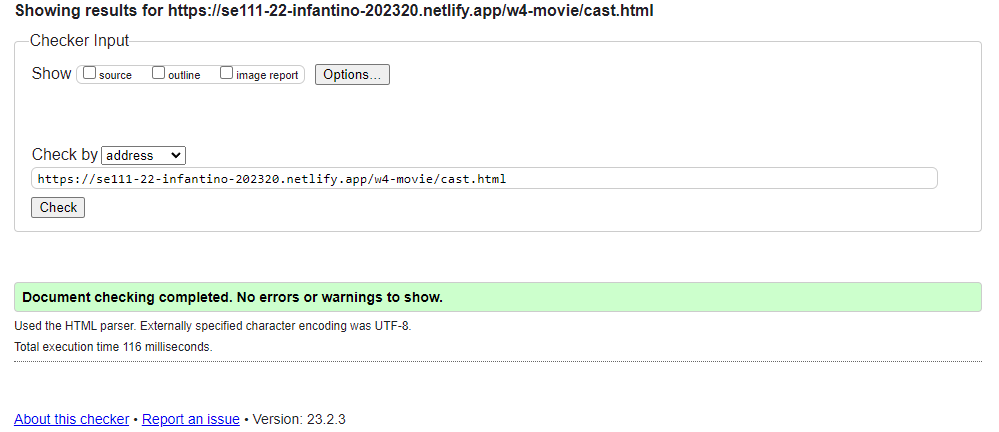 Showing results for https://se111-22-infantino-202320.netlify.app/w4-movie/cast.html
Checker Input
Show source outline image report Options...
Check by address
https://se111-22-infantino-202320.netlify.app/w4-movie/cast.html
Check
Document checking completed. No errors or warnings to show.
Used the HTML parser. Externally specified character encoding was UTF-8.
Total execution time 116 milliseconds.
About this checker • Report an issue • Version: 23.2.3